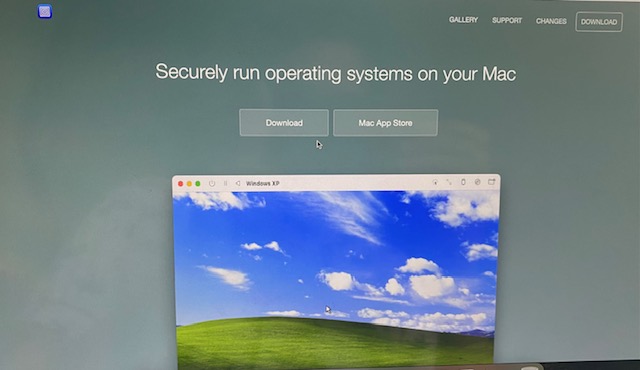 GALLERY SUPPORT CHANGES DOWNLOAD
Securely run operating systems on your Mac
Download Mac App Store
Windows XP